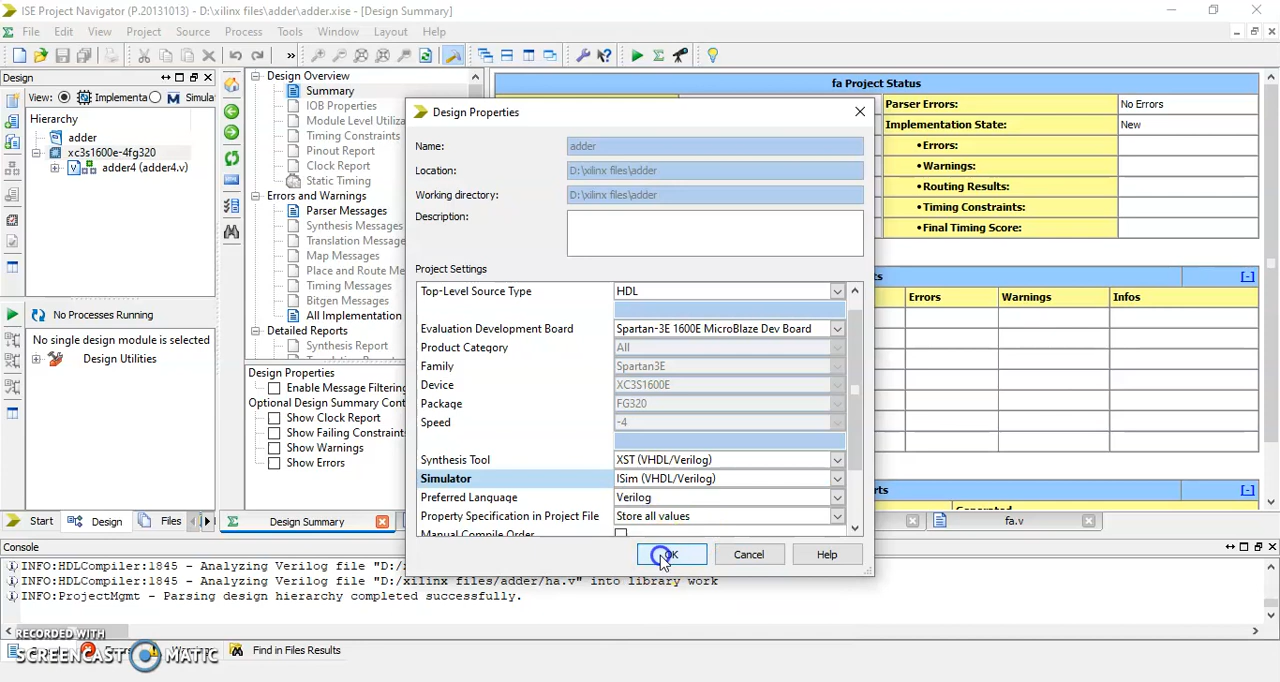 ISE Project Navigator (P.20131013) - D:\xilinx files\adder\adder.xise - [Design Summary]
File Edit View Project Source Process Tools Window Layout Help
Design
View: Implementa Simula
Hierarchy
adder
xc3s1600e-4fg320
adder4 (adder4.v)
No Processes Running
No single design module is selected
Design Utilities
Start Design Files
Design Overview
Summary
IOB Properties
Module Level Utiliza
Timing Constraints
Pinout Report
Clock Report
Static Timing
Errors and Warnings
Parser Messages
Synthesis Messages
Translation Message
Map Messages
Place and Route Me
Timing Messages
Bitgen Messages
All Implementation
Detailed Reports
Synthesis Report
Design Properties
Enable Message Filtering
Optional Design Summary Cont
Show Clock Report
Show Failing Constraint
Show Warnings
Show Errors
Design Summary
fa Project Status
Parser Errors: No Errors
Implementation State: New
•Errors:
•Warnings:
•Routing Results:
•Timing Constraints:
•Final Timing Score:
ts [-]
Errors Warnings Infos
rts [-]
Generated
fa.v
Design Properties
Name: adder
Location: D:\xilinx files\adder
Working directory: D:\xilinx files\adder
Description:
Project Settings
Top-Level Source Type HDL
Evaluation Development Board Spartan-3E 1600E MicroBlaze Dev Board
Product Category All
Family Spartan3E
Device XC3S1600E
Package FG320
Speed -4
Synthesis Tool XST (VHDL/Verilog)
Simulator ISim (VHDL/Verilog)
Preferred Language Verilog
Property Specification in Project File Store all values
Manual Compile Order
OK Cancel Help
Console
INFO:HDLCompiler:1845 - Analyzing Verilog file "D:/
INFO:HDLCompiler:1845 - Analyzing Verilog file "D:/xilinx files/adder/ha.v" into library work
INFO:ProjectMgmt - Parsing design hierarchy completed successfully.
RECORDED WITH
SCREENCAST MATIC
Find in Files Results